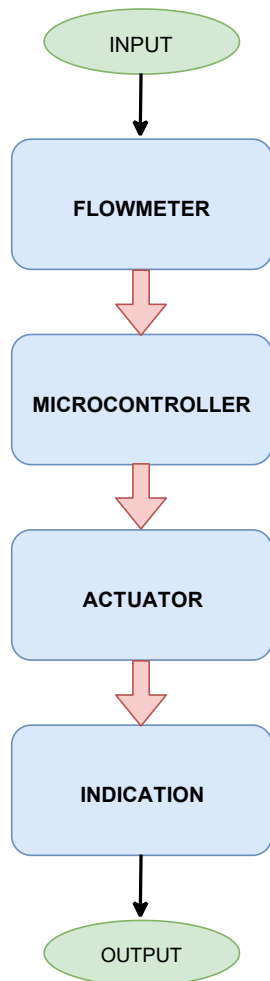 INPUT
FLOWMETER
MICROCONTROLLER
ACTUATOR
INDICATION
OUTPUT